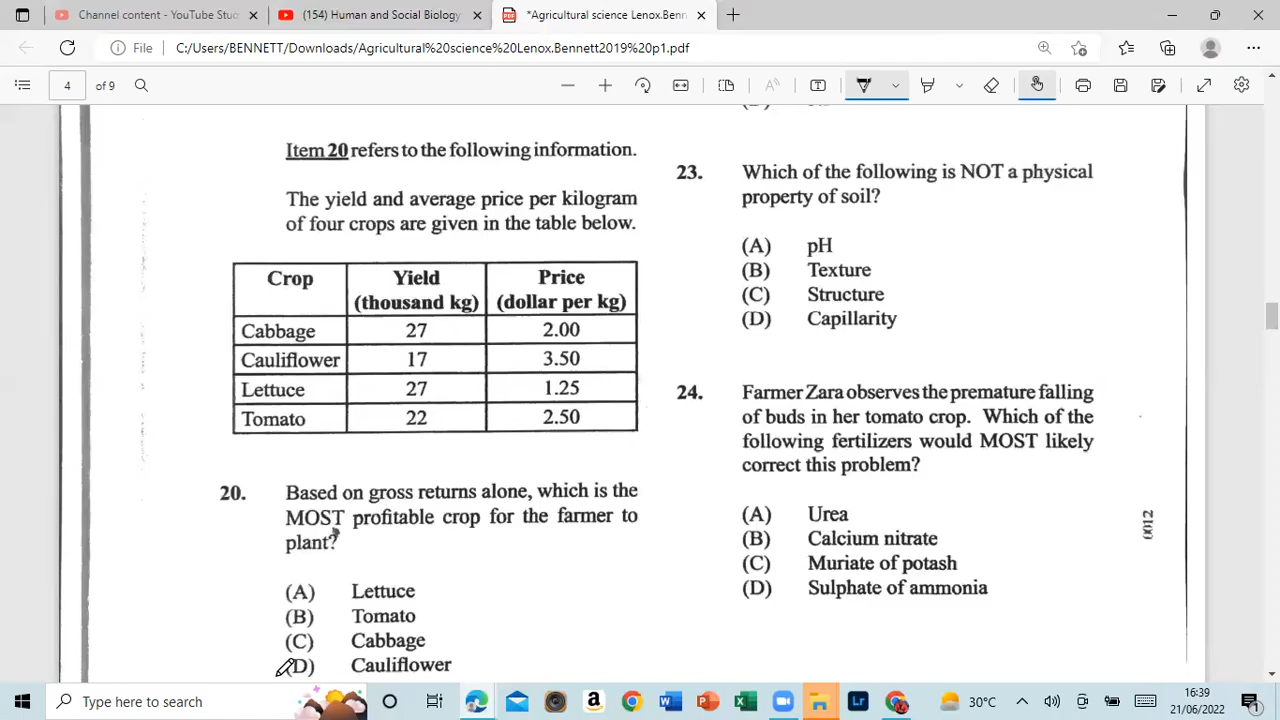 Content - YouTube Studio
(704) Human and Social Biology
*Agricultural science Lenox.Benn
File
C:/Users/BENNETT/Downloads/Agricultural%20science%20Lenox.Bennett2019%20p1.pdf
4
of 9
Item 20 refers to the following information.
The yield and average price per kilogram
of four crops are given in the table below.
Crop Yield Price
(thousand kg) (dollar per kg)
Cabbage 27 2.00
Cauliflower 17 3.50
Lettuce 27 1.25
Tomato 22 2.50
20. Based on gross returns alone, which is the
MOST profitable crop for the farmer to
plant?
(A) Lettuce
(B) Tomato
(C) Cabbage
(D) Cauliflower
23. Which of the following is NOT a physical
property of soil?
(A) pH
(B) Texture
(C) Structure
(D) Capillarity
24. Farmer Zara observes the premature falling
of buds in her tomato crop. Which of the
following fertilizers would MOST likely
correct this problem?
(A) Urea
(B) Calcium nitrate
(C) Muriate of potash
(D) Sulphate of ammonia
0012
Type here to search
30°C
16:39
21/06/2022